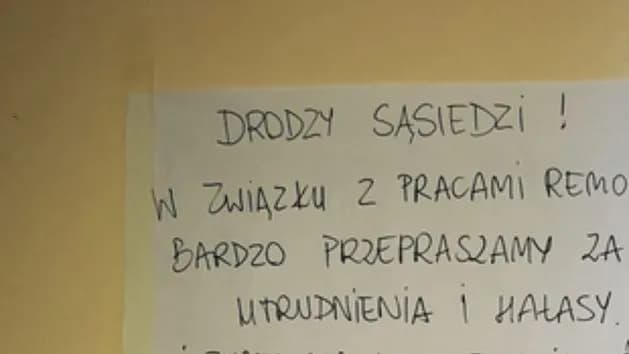 DRODZY SĄSIEDZI !
W ZWIĄZKU Z PRACAMI REMO
BARDZO PRZEPRASZAMY ZA
UTRUDNIENIA I HAŁASY.